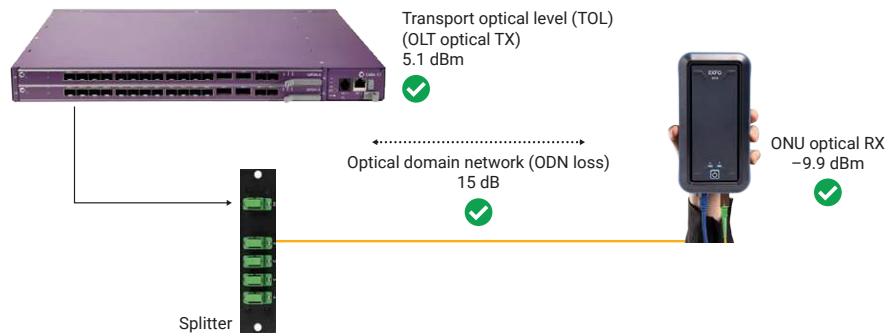 Transport optical level (TOL)
(OLT optical TX)
5.1 dBm
EXFO
ONU optical RX
−9.9 dBm
Optical domain network (ODN loss)
15 dB
Splitter